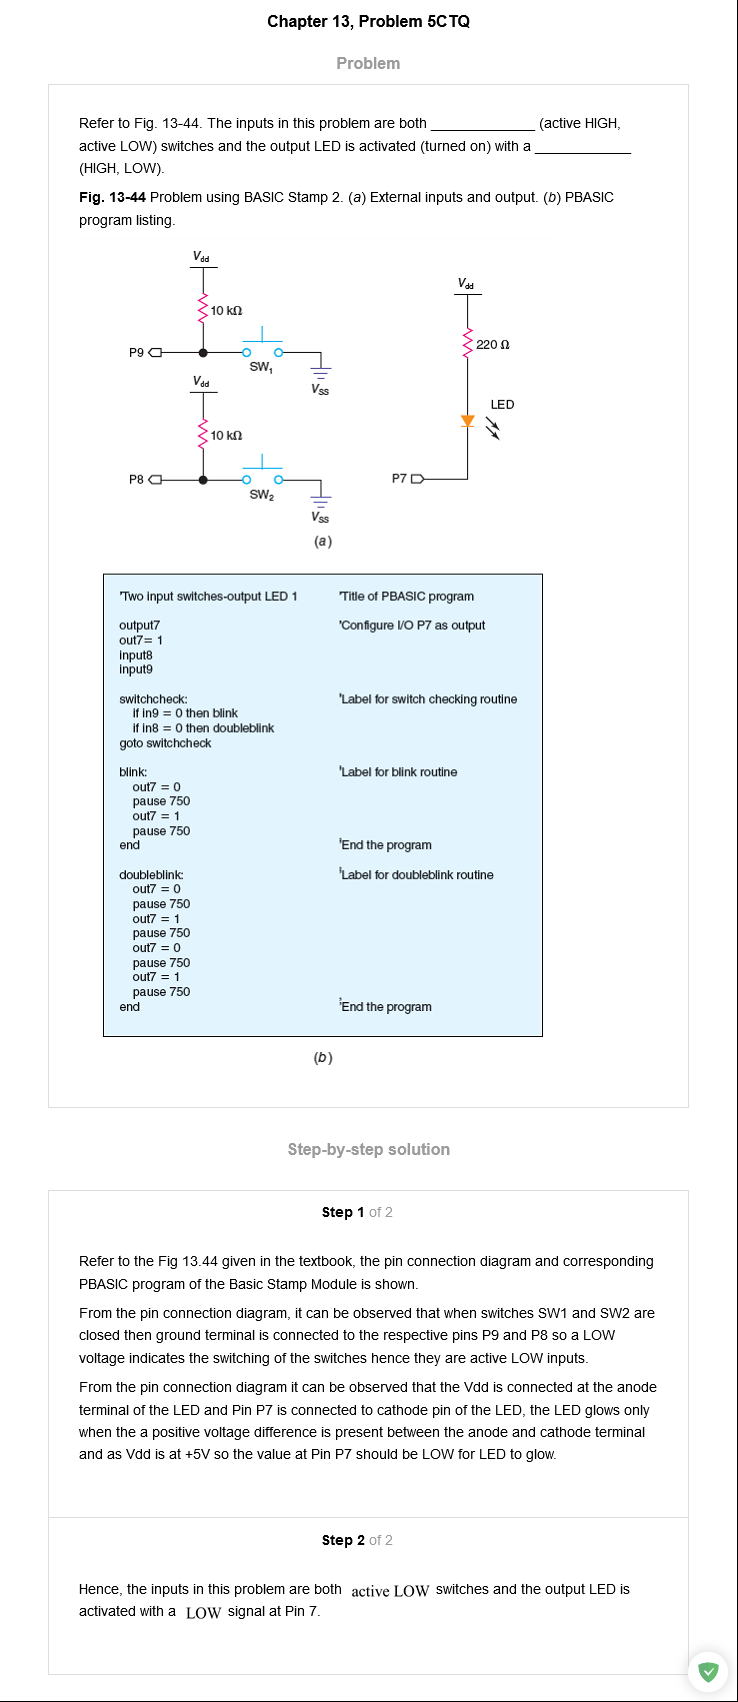 Chapter 13, Problem 5CTQ
Problem
Refer to Fig. 13-44. The inputs in this problem are both _____________ (active HIGH,
active LOW) switches and the output LED is activated (turned on) with a ____________
(HIGH, LOW).
Fig. 13-44 Problem using BASIC Stamp 2. (a) External inputs and output. (b) PBASIC
program listing.
Vdd
10 kΩ
P9
SW1
VSS
Vdd
10 kΩ
P8
SW2
VSS
Vdd
220 Ω
LED
P7
(a)
'Two input switches-output LED 1 'Title of PBASIC program
output7 'Configure I/O P7 as output
out7= 1
input8
input9
switchcheck: 'Label for switch checking routine
if in9 = 0 then blink
if in8 = 0 then doubleblink
goto switchcheck
blink: 'Label for blink routine
out7 = 0
pause 750
out7 = 1
pause 750
end 'End the program
doubleblink: 'Label for doubleblink routine
out7 = 0
pause 750
out7 = 1
pause 750
out7 = 0
pause 750
out7 = 1
pause 750
end 'End the program
(b)
Step-by-step solution
Step 1 of 2
Refer to the Fig 13.44 given in the textbook, the pin connection diagram and corresponding
PBASIC program of the Basic Stamp Module is shown.
From the pin connection diagram, it can be observed that when switches SW1 and SW2 are
closed then ground terminal is connected to the respective pins P9 and P8 so a LOW
voltage indicates the switching of the switches hence they are active LOW inputs.
From the pin connection diagram it can be observed that the Vdd is connected at the anode
terminal of the LED and Pin P7 is connected to cathode pin of the LED, the LED glows only
when the a positive voltage difference is present between the anode and cathode terminal
and as Vdd is at +5V so the value at Pin P7 should be LOW for LED to glow.
Step 2 of 2
Hence, the inputs in this problem are both active LOW switches and the output LED is
activated with a LOW signal at Pin 7.